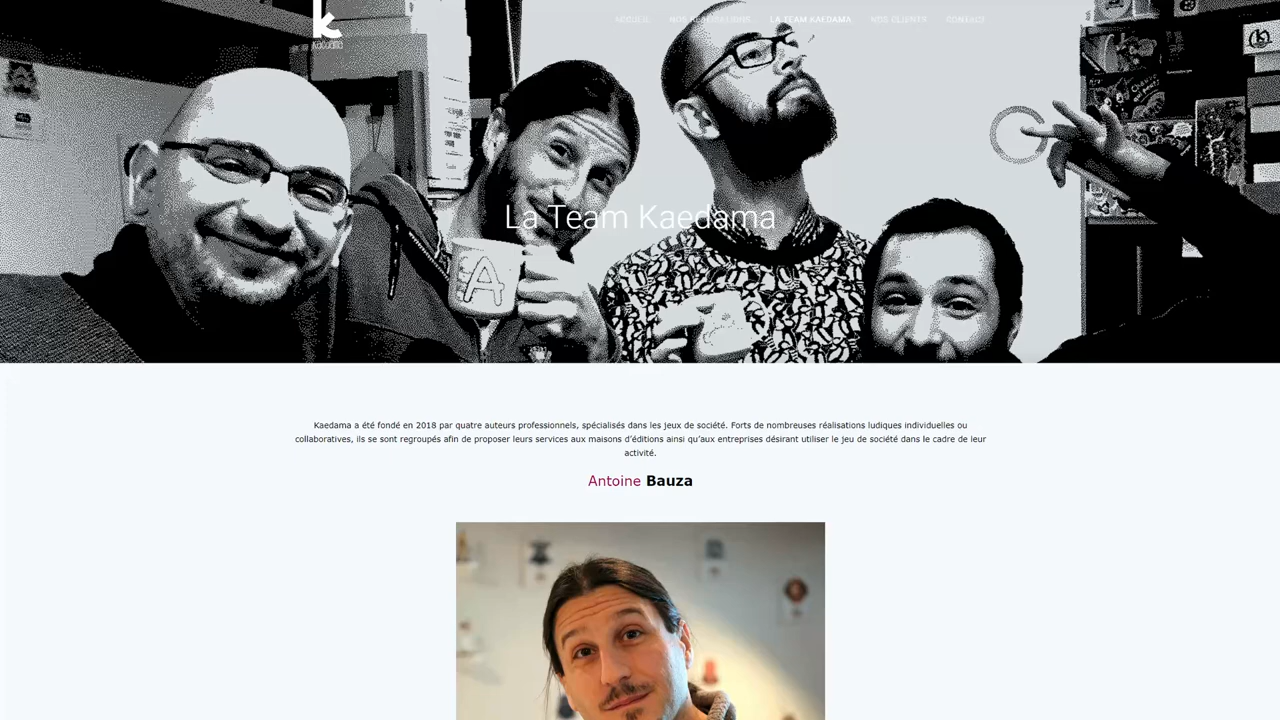 kaedama
ACCUEIL
NOS RÉALISATIONS
LA TEAM KAEDAMA
NOS CLIENTS
CONTACT
La Team Kaedama
A
Kaedama a été fondé en 2018 par quatre auteurs professionnels, spécialisés dans les jeux de société. Forts de nombreuses réalisations ludiques individuelles ou
collaboratives, ils se sont regroupés afin de proposer leurs services aux maisons d’éditions ainsi qu’aux entreprises désirant utiliser le jeu de société dans le cadre de leur
activité.
Antoine Bauza